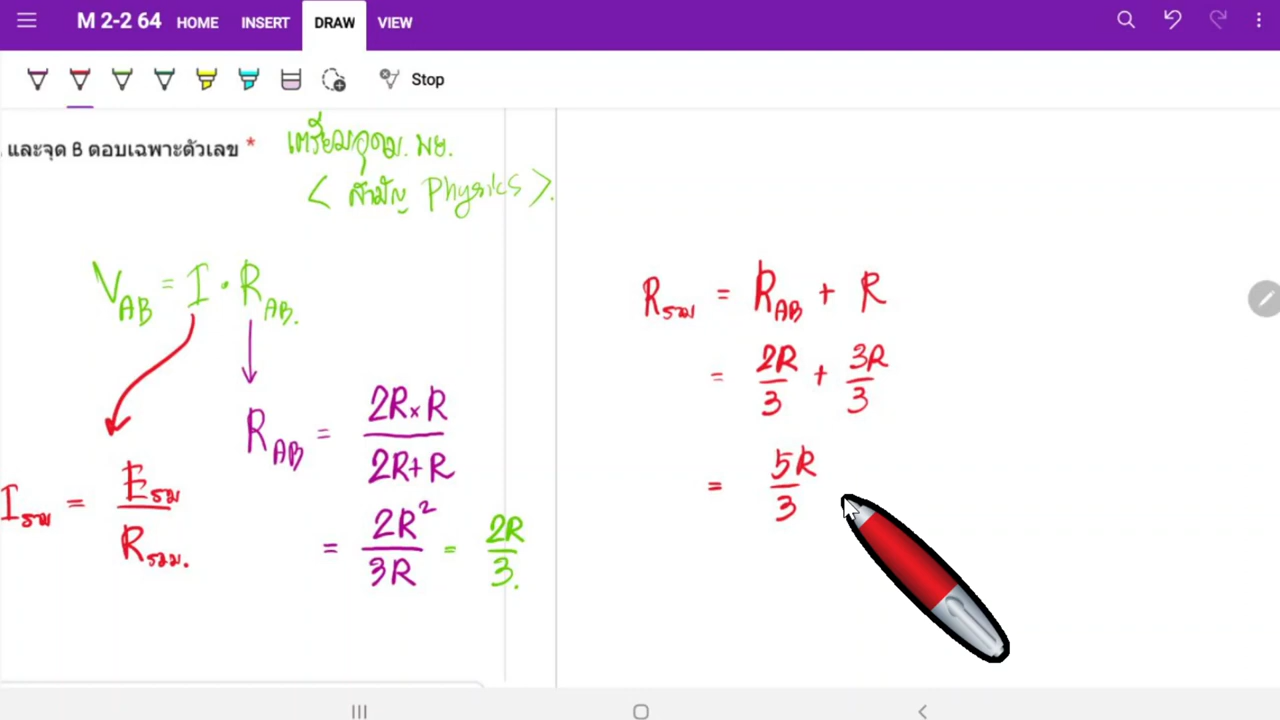 M 2-2 64 HOME INSERT DRAW VIEW
Stop
และจุด B ตอบเฉพาะตัวเลข *
เตรียมอุดม. มช.
< สามัญ Physics >.
V_AB = I · R_AB.
R_AB = 2R×R / 2R+R
= 2R² / 3R = 2R/3.
I_รวม = E_รวม / R_รวม.
R_รวม = R_AB + R
= 2R/3 + 3R/3
= 5R/3